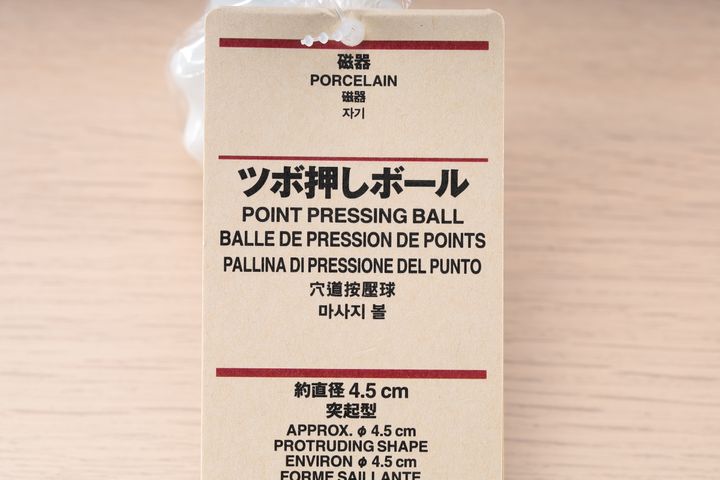 磁器
PORCELAIN
磁器
자기
ツボ押しボール
POINT PRESSING BALL
BALLE DE PRESSION DE POINTS
PALLINA DI PRESSIONE DEL PUNTO
穴道按壓球
마사지 볼
約直径 4.5 cm
突起型
APPROX. φ 4.5 cm
PROTRUDING SHAPE
ENVIRON φ 4.5 cm
FORME SAILLANTE